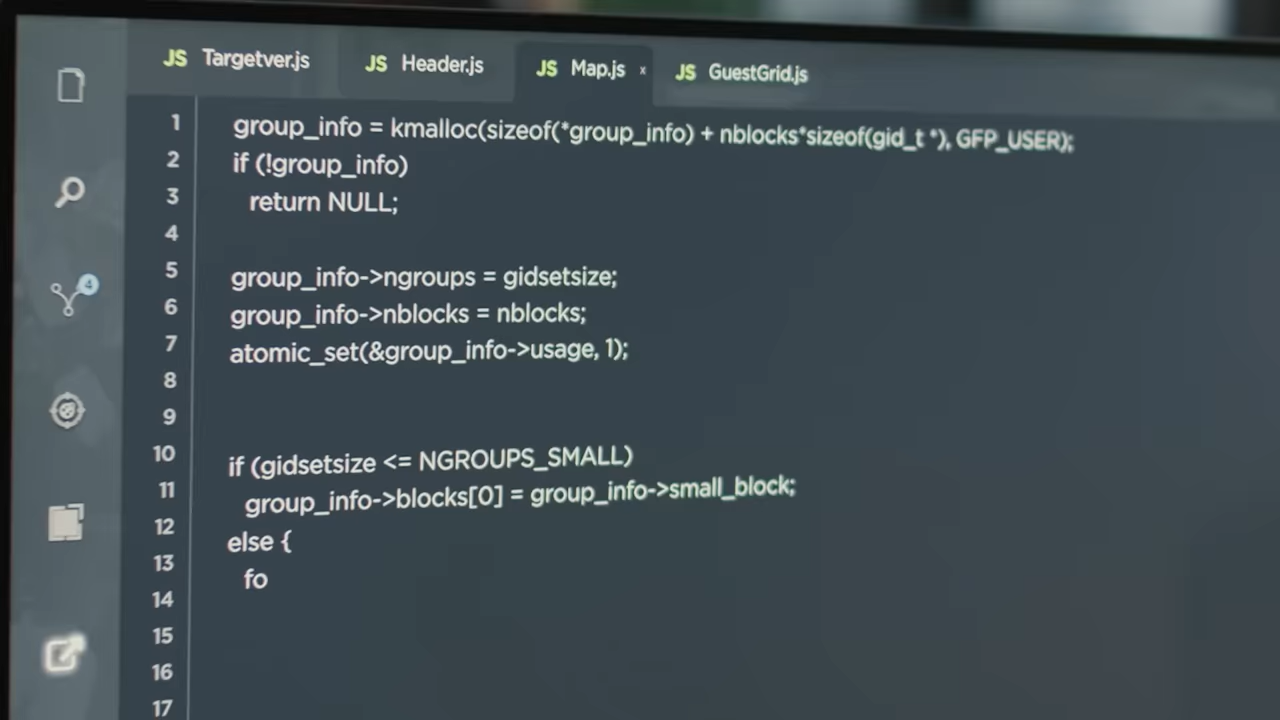 JS Targetver.js JS Header.js JS Map.js x JS GuestGrid.js
4
1 group_info = kmalloc(sizeof(*group_info) + nblocks*sizeof(gid_t *), GFP_USER);
2 if (!group_info)
3 return NULL;
4
5 group_info->ngroups = gidsetsize;
6 group_info->nblocks = nblocks;
7 atomic_set(&group_info->usage, 1);
8
9
10 if (gidsetsize <= NGROUPS_SMALL)
11 group_info->blocks[0] = group_info->small_block;
12 else {
13 fo
14
15
16
17